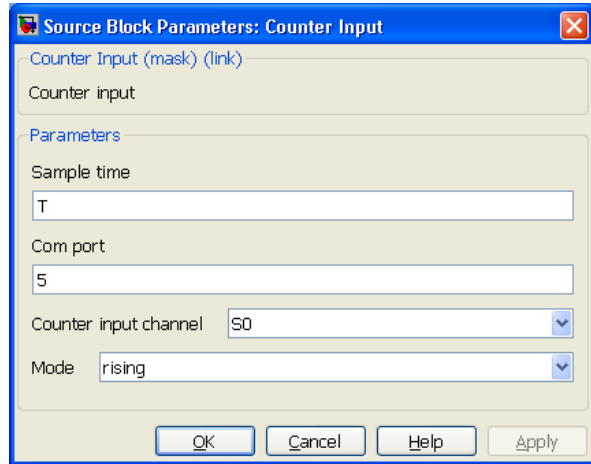 Source Block Parameters: Counter Input
Counter Input (mask) (link)
Counter input
Parameters
Sample time
T
Com port
5
Counter input channel S0
Mode rising
OK Cancel Help Apply